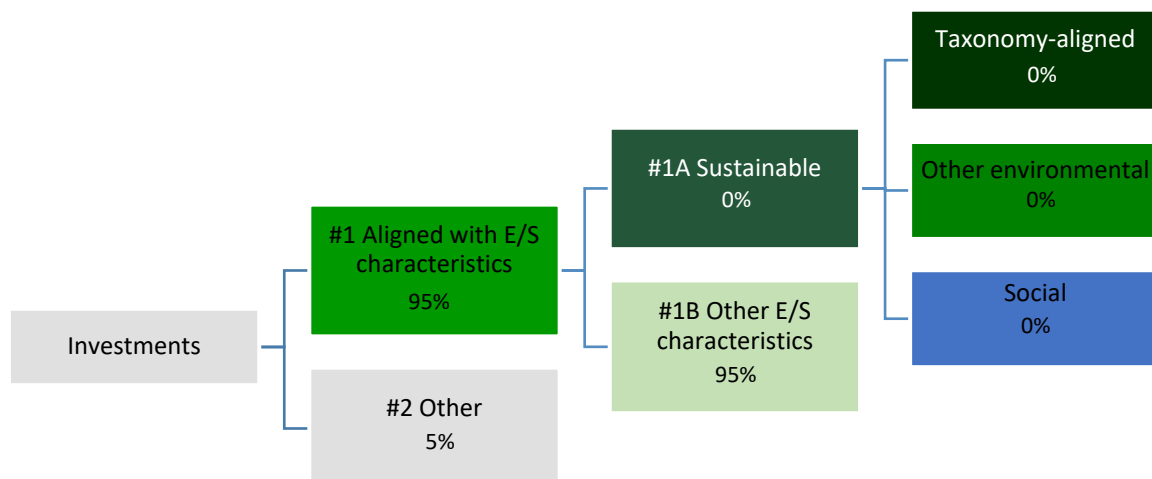 Investments
#1 Aligned with E/S
characteristics
95%
#2 Other
5%
#1A Sustainable
0%
#1B Other E/S
characteristics
95%
Taxonomy-aligned
0%
Other environmental
0%
Social
0%